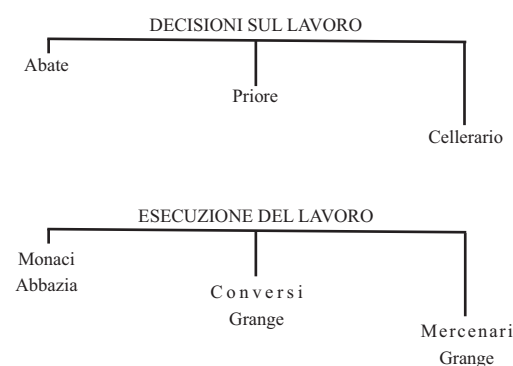 DECISIONI SUL LAVORO
Abate
Priore
Cellerario
ESECUZIONE DEL LAVORO
Monaci
Abbazia
Conversi
Grange
Mercenari
Grange